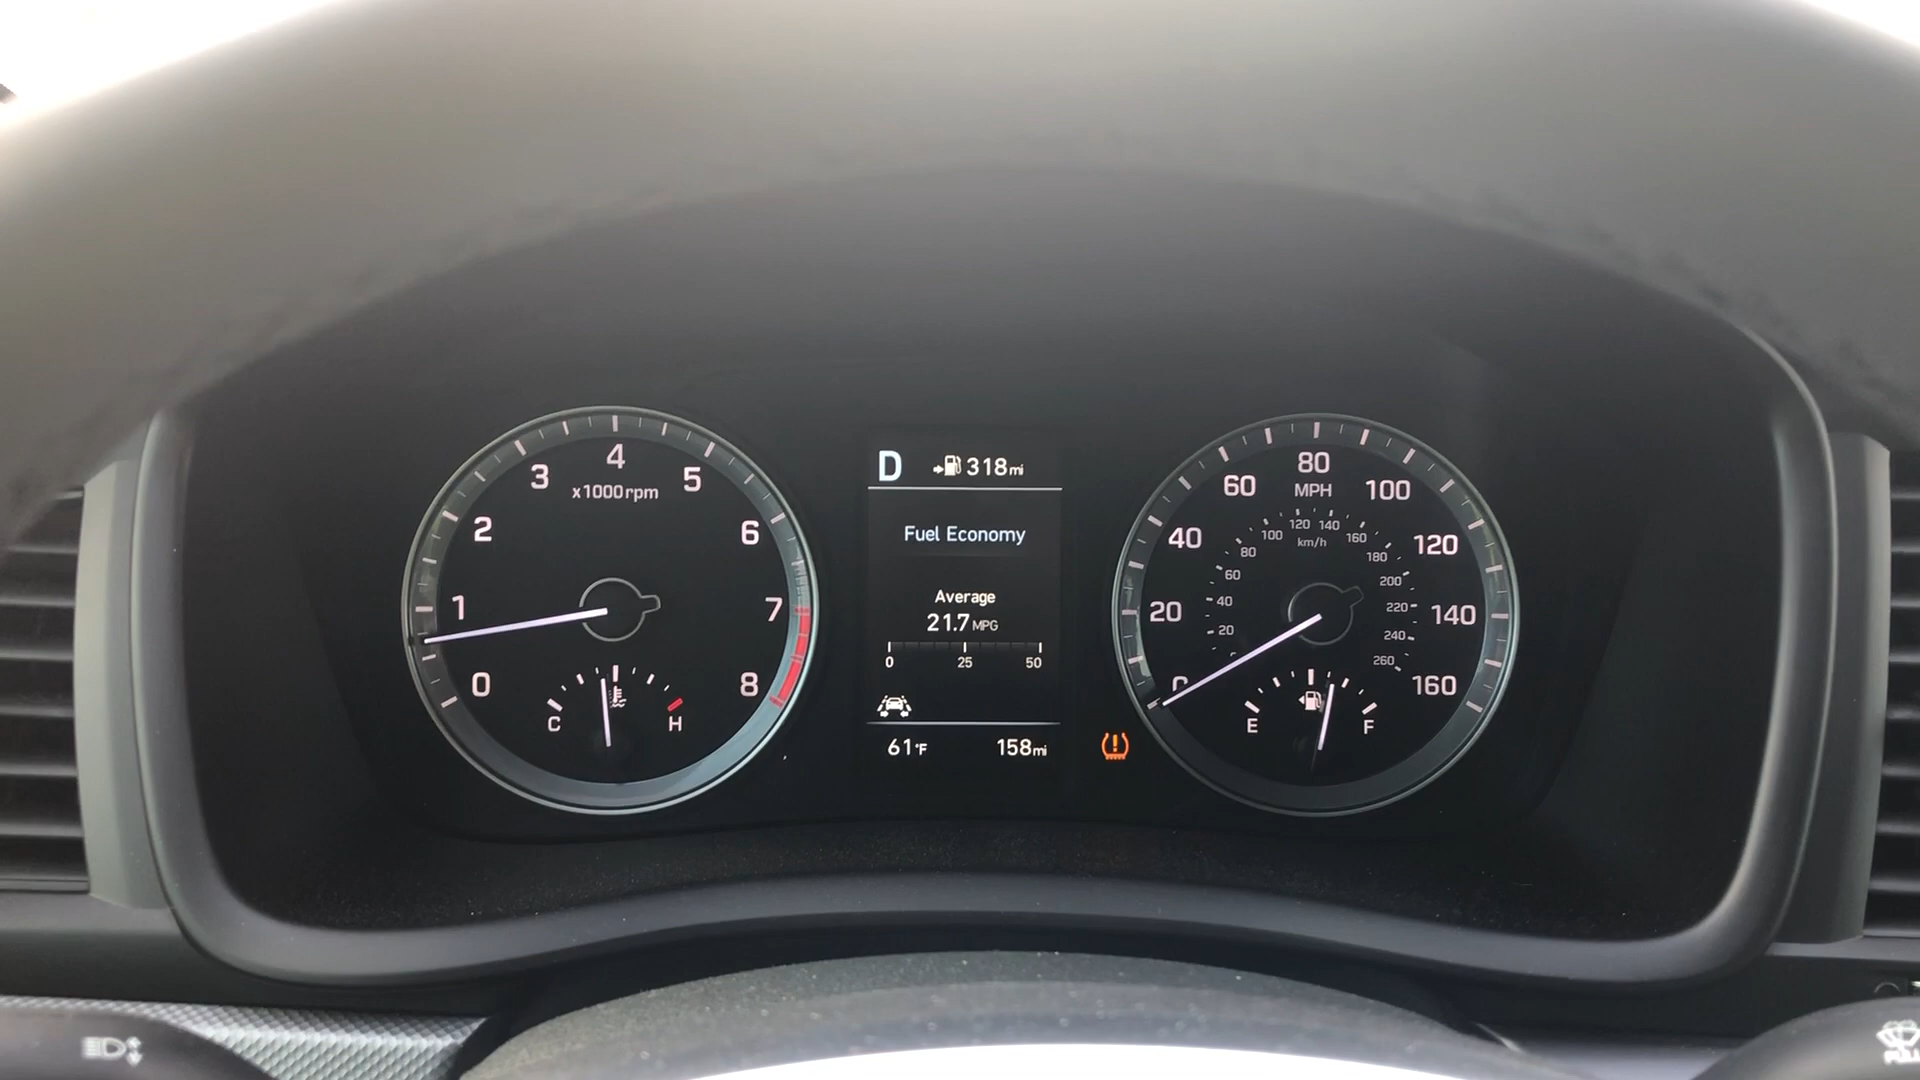 4
3
5
x1000rpm
2
6
1
7
0
8
C
H
D
318mi
Fuel Economy
Average
21.7 MPG
0 25 50
61°F
158mi
80
MPH
60
100
40
120
20
140
160
120 140
100
km/h
160
80
180
60
200
40
220
20
240
260
E
F
PULL